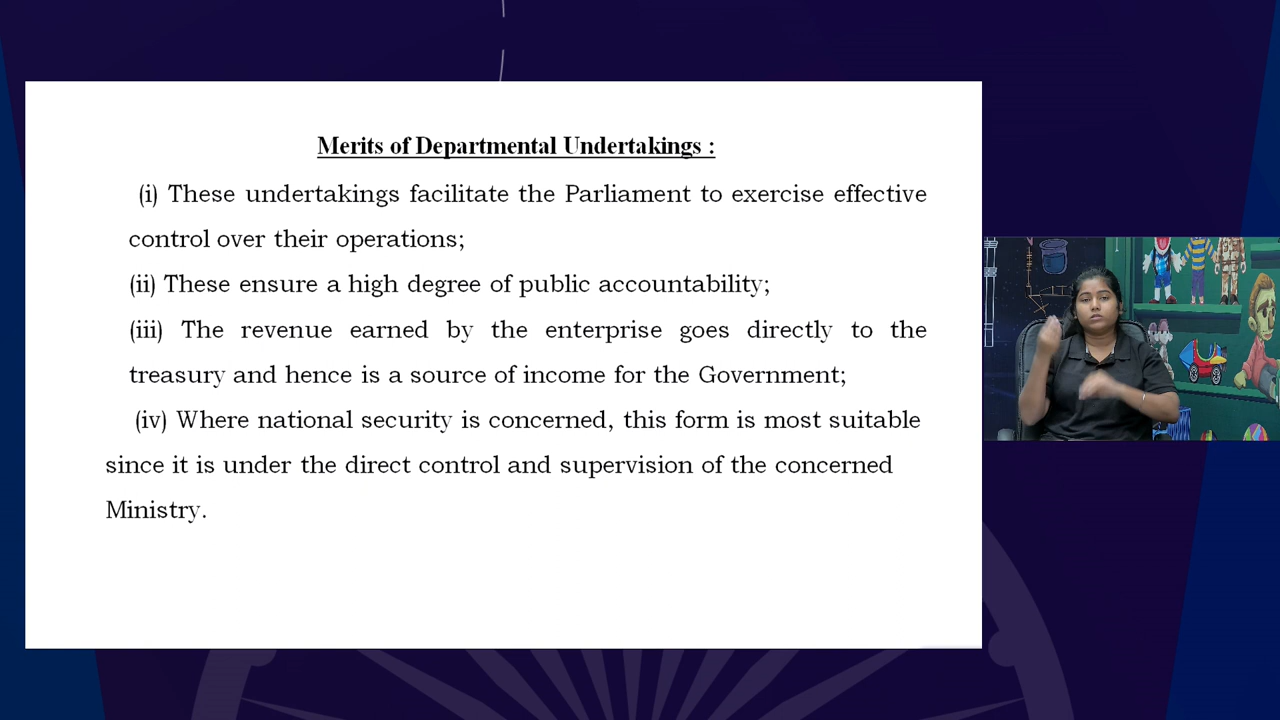 Merits of Departmental Undertakings :
(i) These undertakings facilitate the Parliament to exercise effective
control over their operations;
(ii) These ensure a high degree of public accountability;
(iii) The revenue earned by the enterprise goes directly to the
treasury and hence is a source of income for the Government;
(iv) Where national security is concerned, this form is most suitable
since it is under the direct control and supervision of the concerned
Ministry.